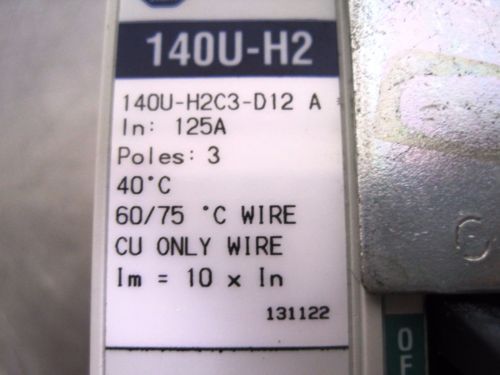 140U-H2
140U-H2C3-D12 A
In: 125A
Poles: 3
40°C
60/75 °C WIRE
CU ONLY WIRE
Im = 10 x In
131122
O
F